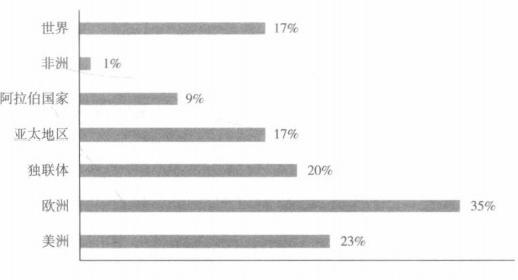 世界 17%
非洲 1%
阿拉伯国家 9%
亚太地区 17%
独联体 20%
欧洲 35%
美洲 23%